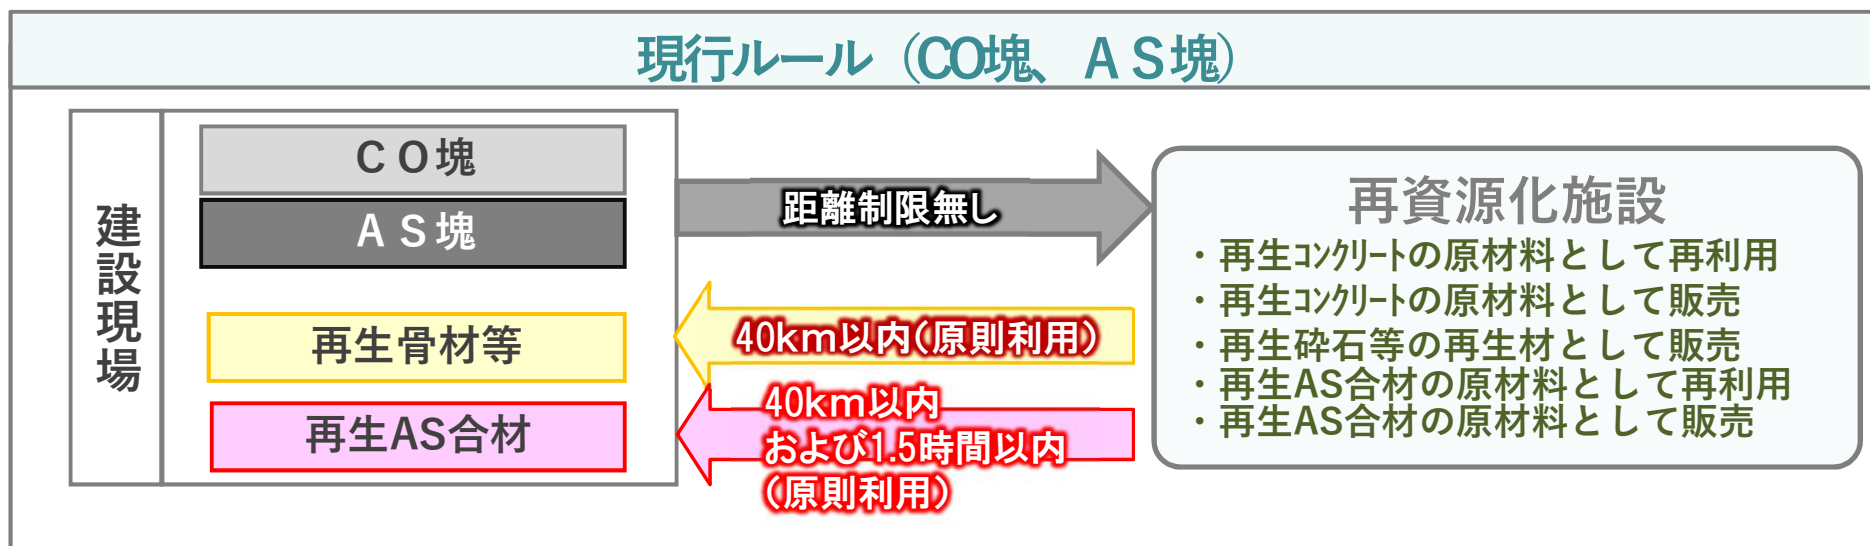 現行ルール（CO塊、ＡＳ塊）
建設現場
ＣＯ塊
ＡＳ塊
再生骨材等
再生AS合材
距離制限無し
40km以内（原則利用）
40km以内
および1.5時間以内
（原則利用）
再資源化施設
・再生ｺﾝｸﾘｰﾄの原材料として再利用
・再生ｺﾝｸﾘｰﾄの原材料として販売
・再生砕石等の再生材として販売
・再生AS合材の原材料として再利用
・再生AS合材の原材料として販売